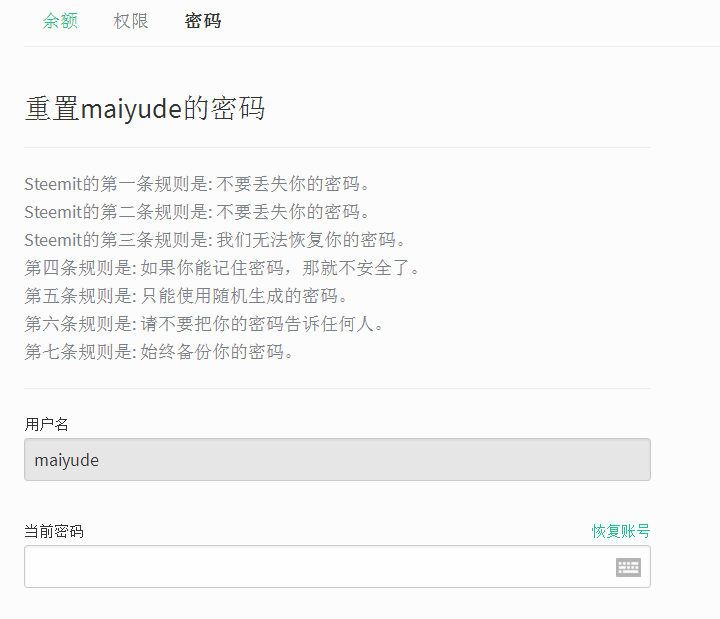 余额 权限 密码
重置maiyude的密码
Steemit的第一条规则是: 不要丢失你的密码。
Steemit的第二条规则是: 不要丢失你的密码。
Steemit的第三条规则是: 我们无法恢复你的密码。
第四条规则是: 如果你能记住密码，那就不安全了。
第五条规则是: 只能使用随机生成的密码。
第六条规则是: 请不要把你的密码告诉任何人。
第七条规则是: 始终备份你的密码。
用户名
maiyude
当前密码 恢复账号